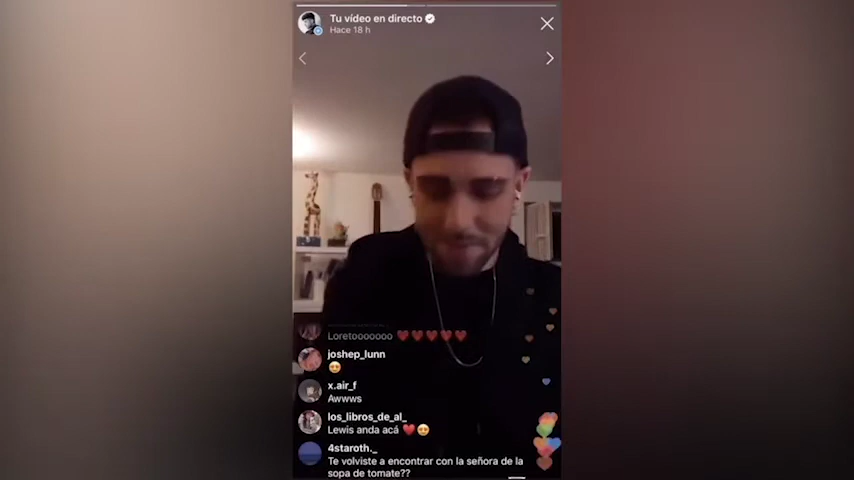 Tu vídeo en directo
Hace 18 h
Loretooooooo ❤️❤️❤️❤️❤️
joshep_lunn
😍
x.air_f
Awwws
los_libros_de_al_
Lewis anda acá ❤️😍
4staroth._
Te volviste a encontrar con la señora de la
sopa de tomate??